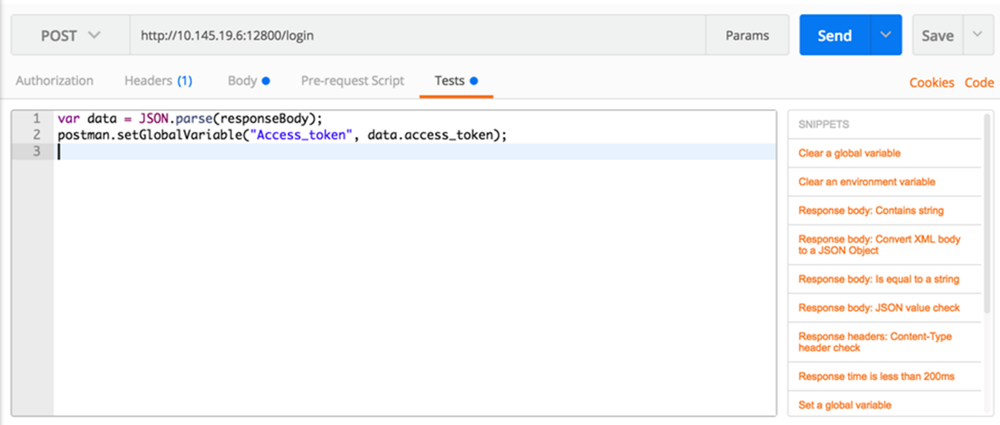 POST http://10.145.19.6:12800/login Params Send Save
Authorization Headers (1) Body Pre-request Script Tests Cookies Code
1 var data = JSON.parse(responseBody);
2 postman.setGlobalVariable("Access_token", data.access_token);
3
SNIPPETS
Clear a global variable
Clear an environment variable
Response body: Contains string
Response body: Convert XML body
to a JSON Object
Response body: Is equal to a string
Response body: JSON value check
Response headers: Content-Type
header check
Response time is less than 200ms
Set a global variable